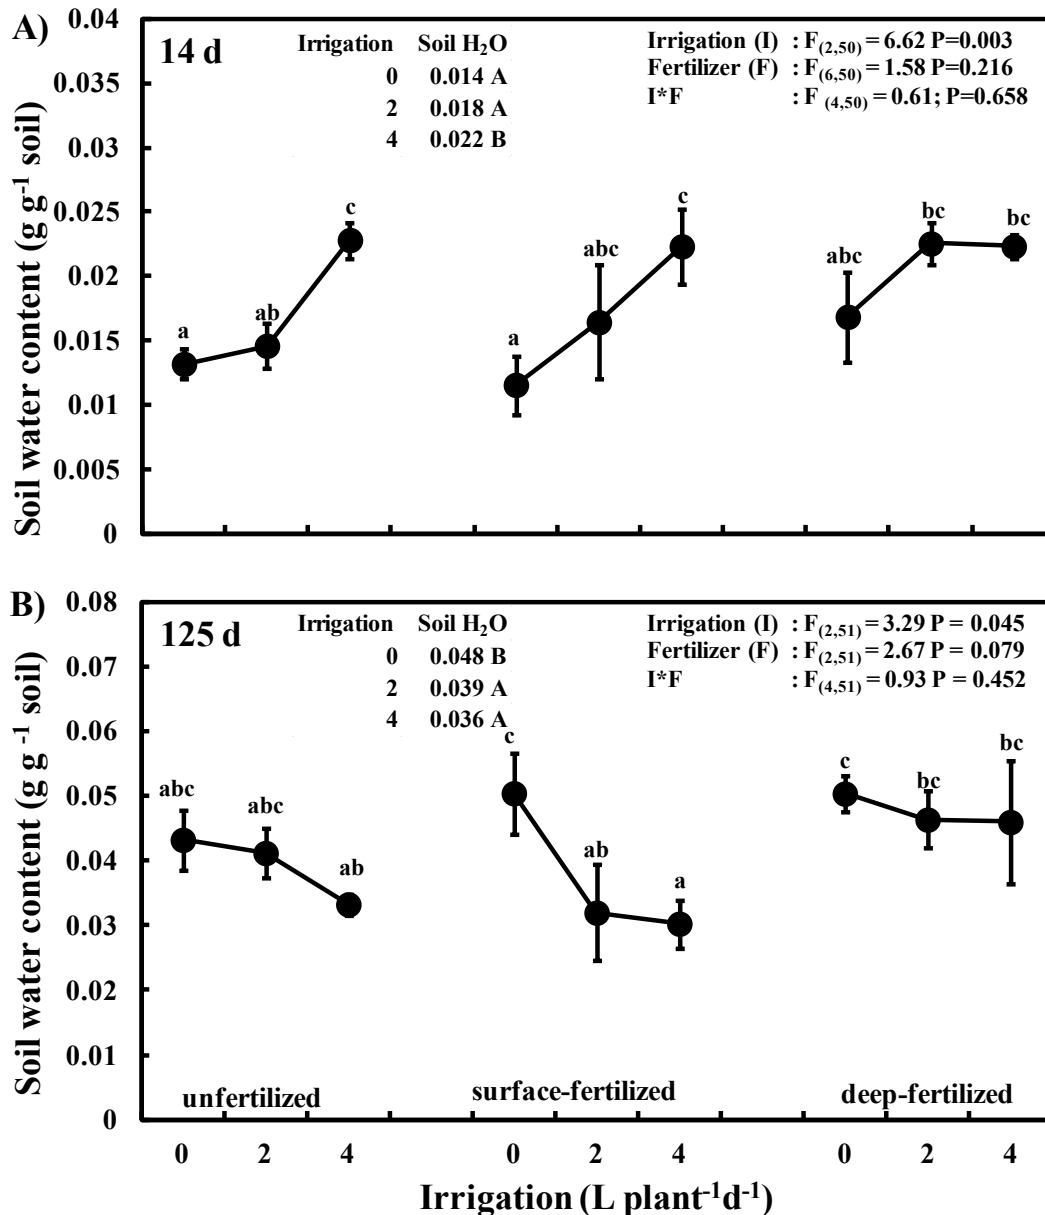 A)
14 d
Irrigation Soil H₂O
0 0.014 A
2 0.018 A
4 0.022 B
Irrigation (I) : F(2,50) = 6.62 P=0.003
Fertilizer (F) : F(6,50) = 1.58 P=0.216
I*F : F (4,50) = 0.61; P=0.658
Soil water content (g g⁻¹ soil)
0.04
0.035
0.03
0.025
0.02
0.015
0.01
0.005
0
a
ab
c
a
abc
c
abc
bc
bc
B)
125 d
Irrigation Soil H₂O
0 0.048 B
2 0.039 A
4 0.036 A
Irrigation (I) : F(2,51) = 3.29 P = 0.045
Fertilizer (F) : F(2,51) = 2.67 P = 0.079
I*F : F(4,51) = 0.93 P = 0.452
Soil water content (g g ⁻¹ soil)
0.08
0.07
0.06
0.05
0.04
0.03
0.02
0.01
0
abc
abc
ab
c
ab
a
c
bc
bc
unfertilized surface-fertilized deep-fertilized
0 2 4 0 2 4 0 2 4
Irrigation (L plant⁻¹d⁻¹)